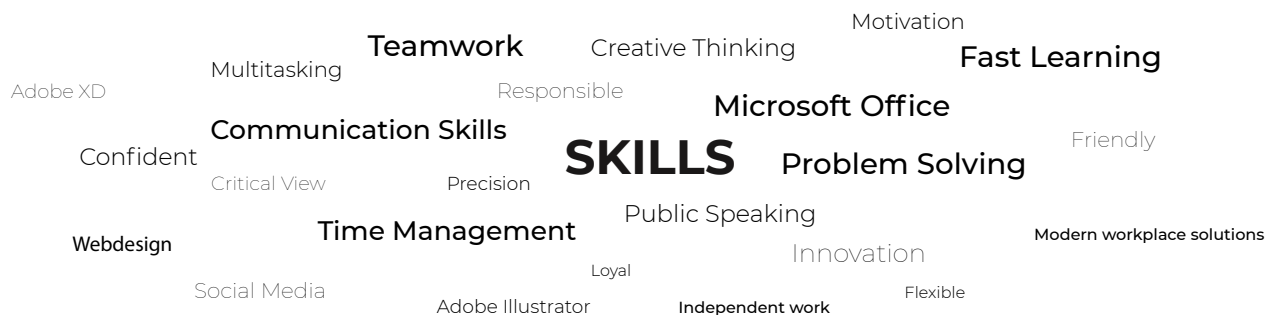 Motivation
Teamwork
Creative Thinking
Fast Learning
Multitasking
Adobe XD
Responsible
Microsoft Office
Communication Skills
Friendly
Confident
SKILLS
Problem Solving
Critical View
Precision
Public Speaking
Time Management
Modern workplace solutions
Webdesign
Innovation
Loyal
Social Media
Flexible
Adobe Illustrator
Independent work